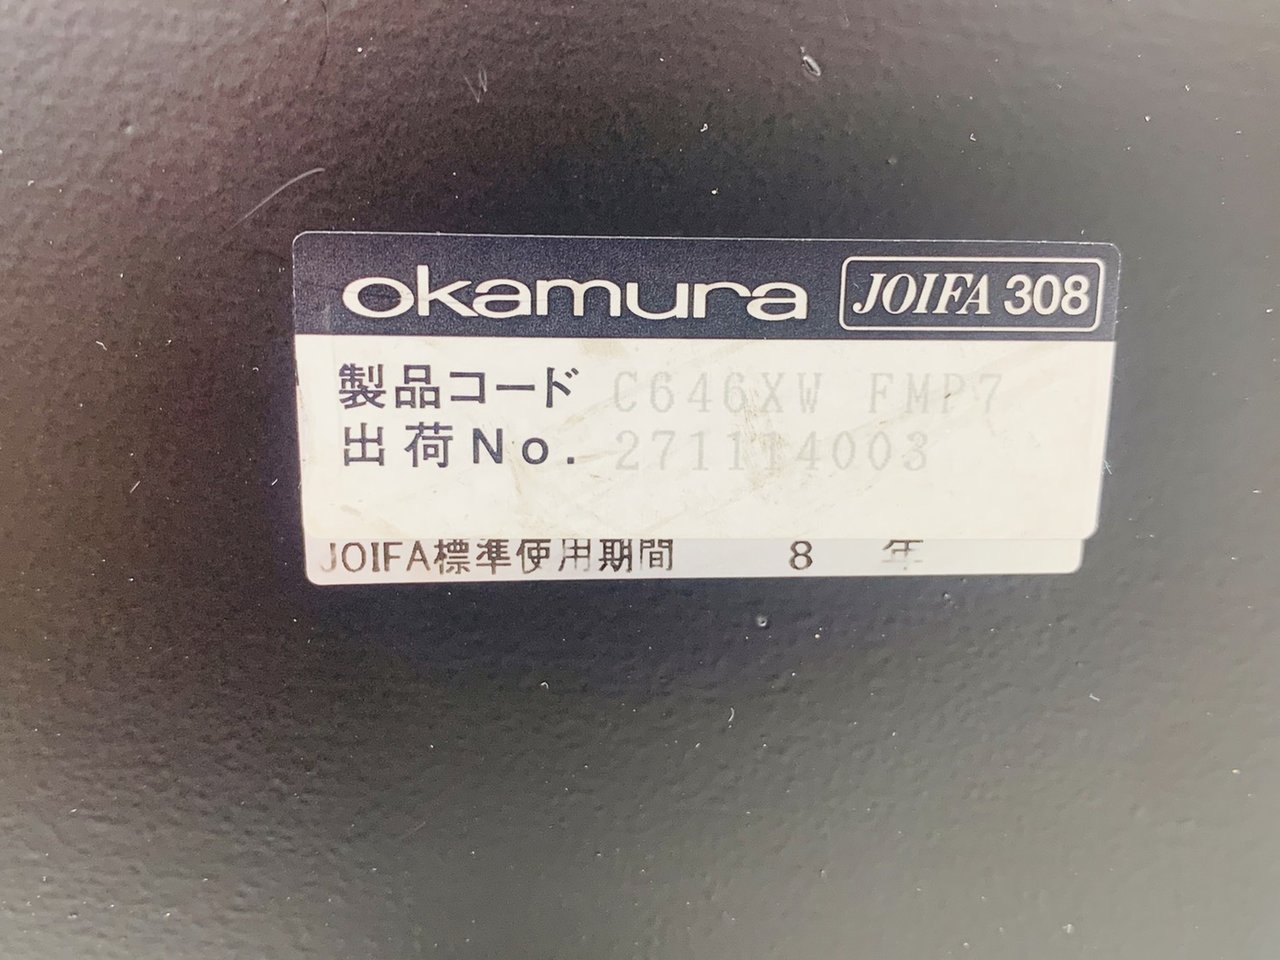 okamura JOIFA 308
製品コード C646XW FMP7
出荷No. 271114003
JOIFA標準使用期間 8 年